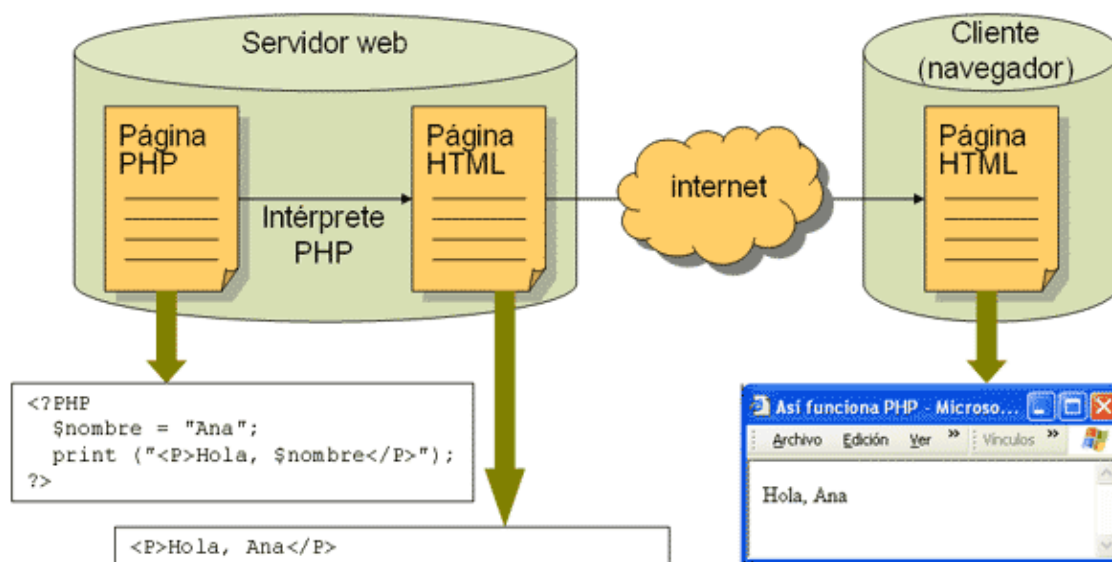 Servidor web
Cliente
(navegador)
Página
PHP
Intérprete
PHP
Página
HTML
internet
Página
HTML
<?PHP
$nombre = "Ana";
print ("<P>Hola, $nombre</P>");
?>
<P>Hola, Ana</P>
Así funciona PHP - Microso...
Archivo Edición Ver » Vínculos »
Hola, Ana